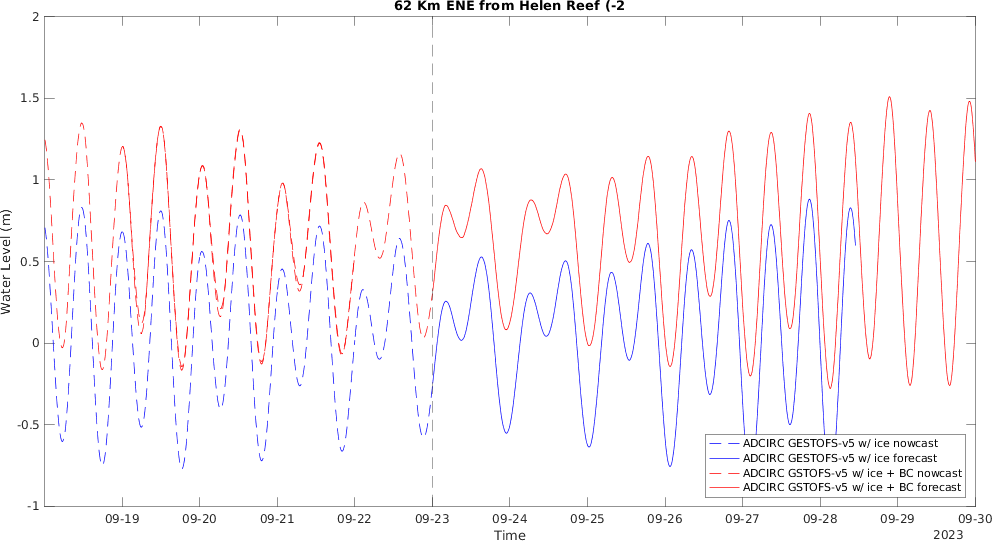 62 Km ENE from Helen Reef (-2
2
1.5
1
0.5
0
-0.5
-1
Water Level (m)
09-19 09-20 09-21 09-22 09-23 09-24 09-25 09-26 09-27 09-28 09-29 09-30
Time
2023
ADCIRC GESTOFS-v5 w/ ice nowcast
ADCIRC GESTOFS-v5 w/ ice forecast
ADCIRC GSTOFS-v5 w/ ice + BC nowcast
ADCIRC GSTOFS-v5 w/ ice + BC forecast